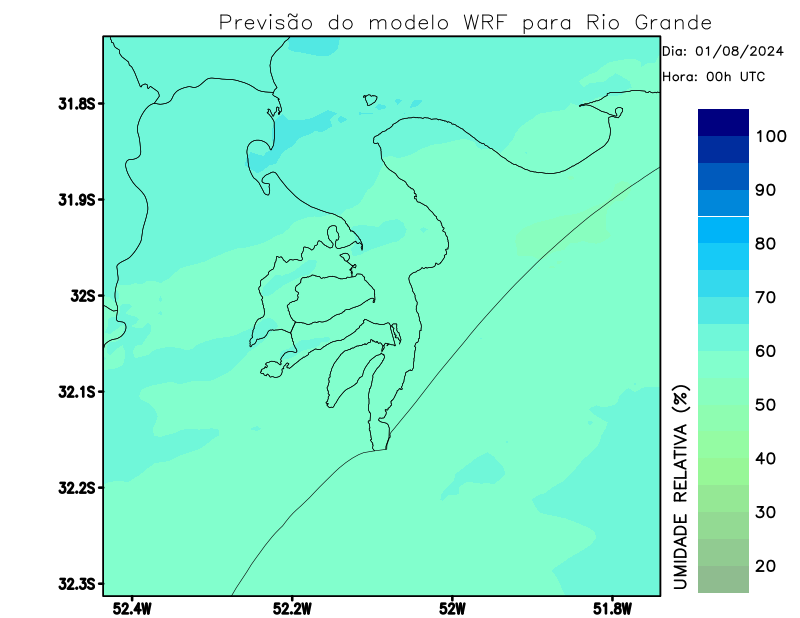 Previsão do modelo WRF para Rio Grande
Dia: 01/08/2024
Hora: 00h UTC
31.8S
31.9S
32S
32.1S
32.2S
32.3S
52.4W
52.2W
52W
51.8W
100
90
80
70
60
50
40
30
20
UMIDADE RELATIVA (%)